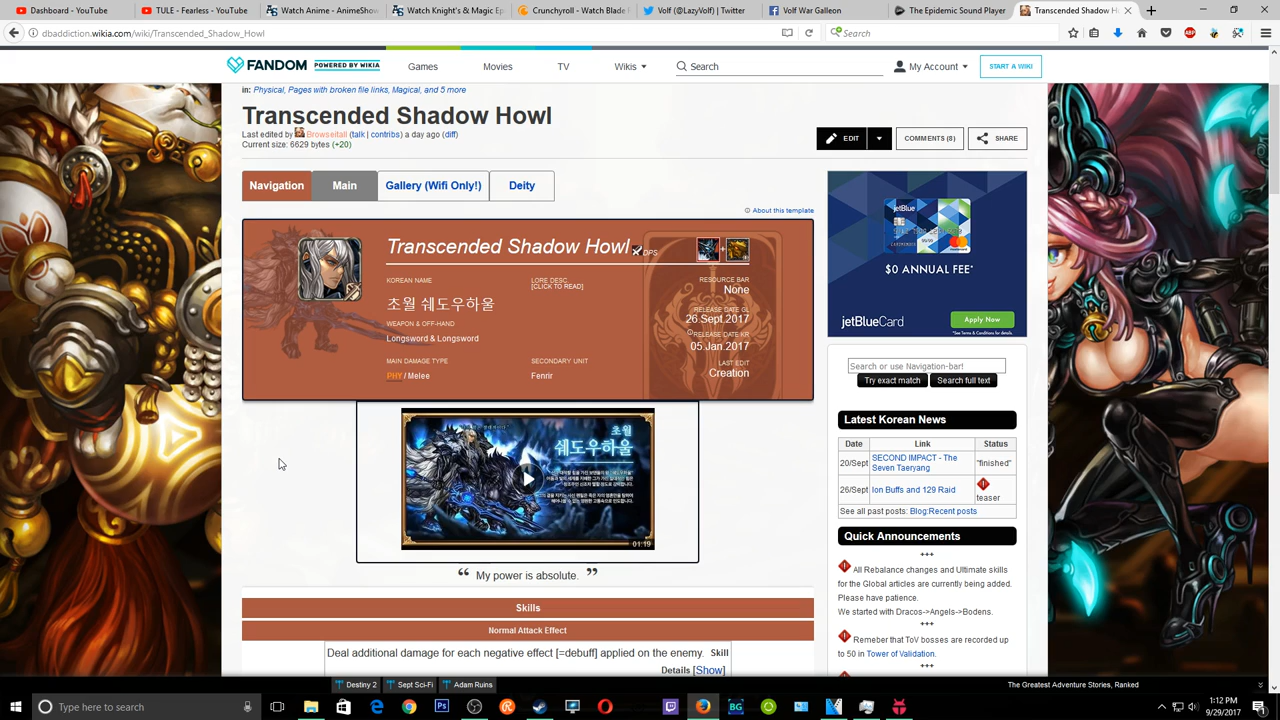 Dashboard - YouTube
TULE - Fearless - YouTube
Watch Anime - AnimeShow
Watch Knight's & Magic Ep
Crunchyroll - Watch Blade
Volf (@LazyVolf) | Twitter
Volf War Galleon
The Epidemic Sound Player
Transcended Shadow Ho
dbaddiction.wikia.com/wiki/Transcended_Shadow_Howl
Search
FANDOM POWERED BY WIKIA
Games
Movies
TV
Wikis
Search
My Account
START A WIKI
in: Physical, Pages with broken file links, Magical, and 5 more
Transcended Shadow Howl
Last edited by Browseitall (talk | contribs) a day ago (diff)
Current size: 6629 bytes (+20)
EDIT
COMMENTS (8)
SHARE
Navigation
Main
Gallery (Wifi Only!)
Deity
About this template
Transcended Shadow Howl DPS
KOREAN NAME
초월 쉐도우하울
WEAPON & OFF-HAND
Longsword & Longsword
MAIN DAMAGE TYPE
PHY / Melee
LORE DESC.
[CLICK TO READ]
SECONDARY UNIT
Fenrir
RESOURCE BAR
None
RELEASE DATE GL
26.Sept.2017
RELEASE DATE KR
05.Jan.2017
LAST EDIT
Creation
초월
쉐도우하울
01:19
“ My power is absolute. ”
Skills
Normal Attack Effect
Deal additional damage for each negative effect [=debuff] applied on the enemy. Skill
Details [Show]
jetBlue
$0 ANNUAL FEE*
jetBlueCard
Apply Now
*See Terms & Conditions for details.
Search or use Navigation-bar!
Try exact match
Search full text
Latest Korean News
Date Link Status
20/Sept SECOND IMPACT - The Seven Taeryang "finished"
26/Sept Ion Buffs and 129 Raid teaser
See all past posts: Blog:Recent posts
Quick Announcements
+++
All Rebalance changes and Ultimate skills
for the Global articles are currently being added.
Please have patience.
We started with Dracos->Angels->Bodens.
+++
Remeber that ToV bosses are recorded up
to 50 in Tower of Validation.
+++
Destiny 2
Sept Sci-Fi
Adam Ruins
The Greatest Adventure Stories, Ranked
Type here to search
1:12 PM
9/29/2017